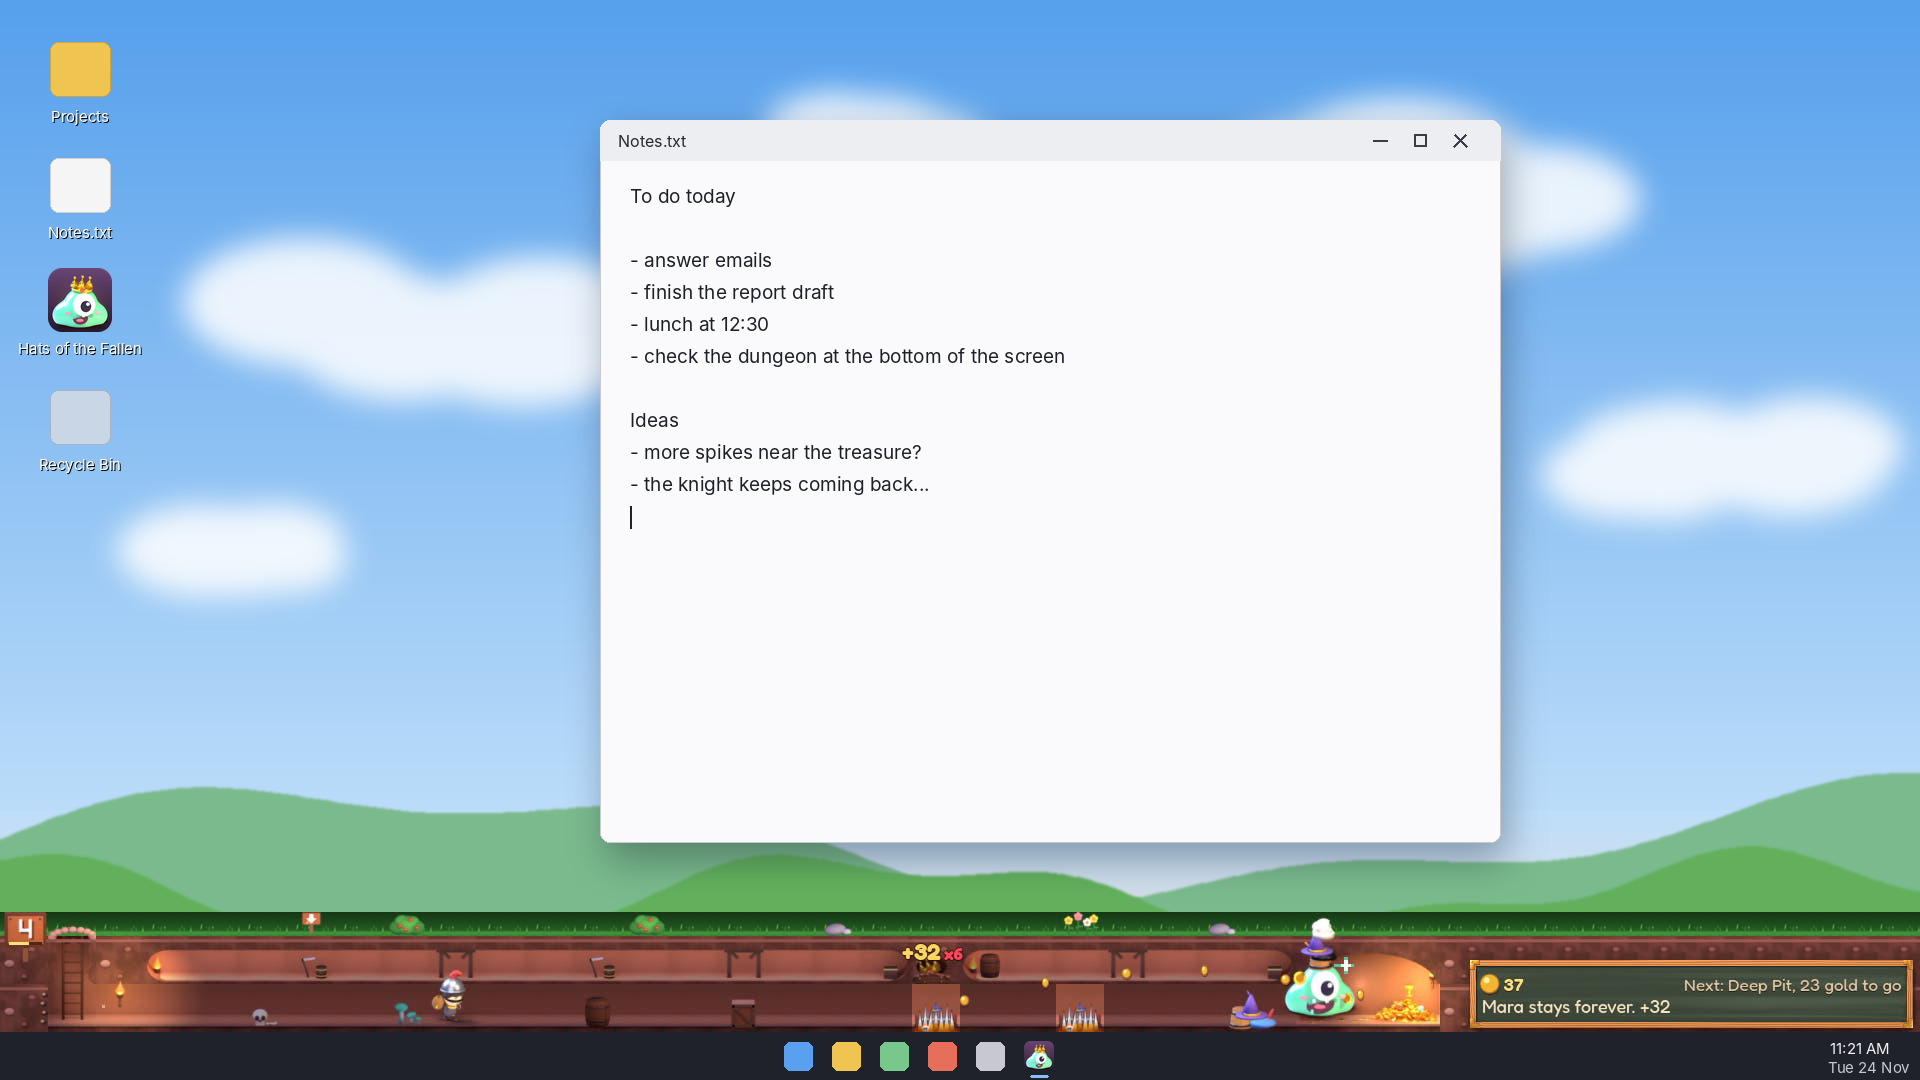 Projects
Notes.txt
Hats of the Fallen
Recycle Bin
Notes.txt
To do today
- answer emails
- finish the report draft
- lunch at 12:30
- check the dungeon at the bottom of the screen
Ideas
- more spikes near the treasure?
- the knight keeps coming back...
4
+32 x6
37 Next: Deep Pit, 23 gold to go
Mara stays forever. +32
11:21 AM
Tue 24 Nov